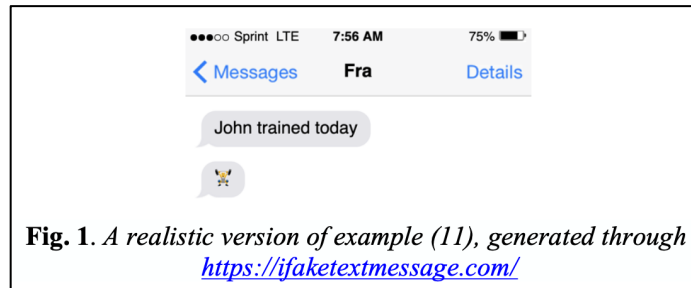 ●●●○○ Sprint LTE 7:56 AM 75%
Messages Fra Details
John trained today
Fig. 1. A realistic version of example (11), generated through
https://ifaketextmessage.com/